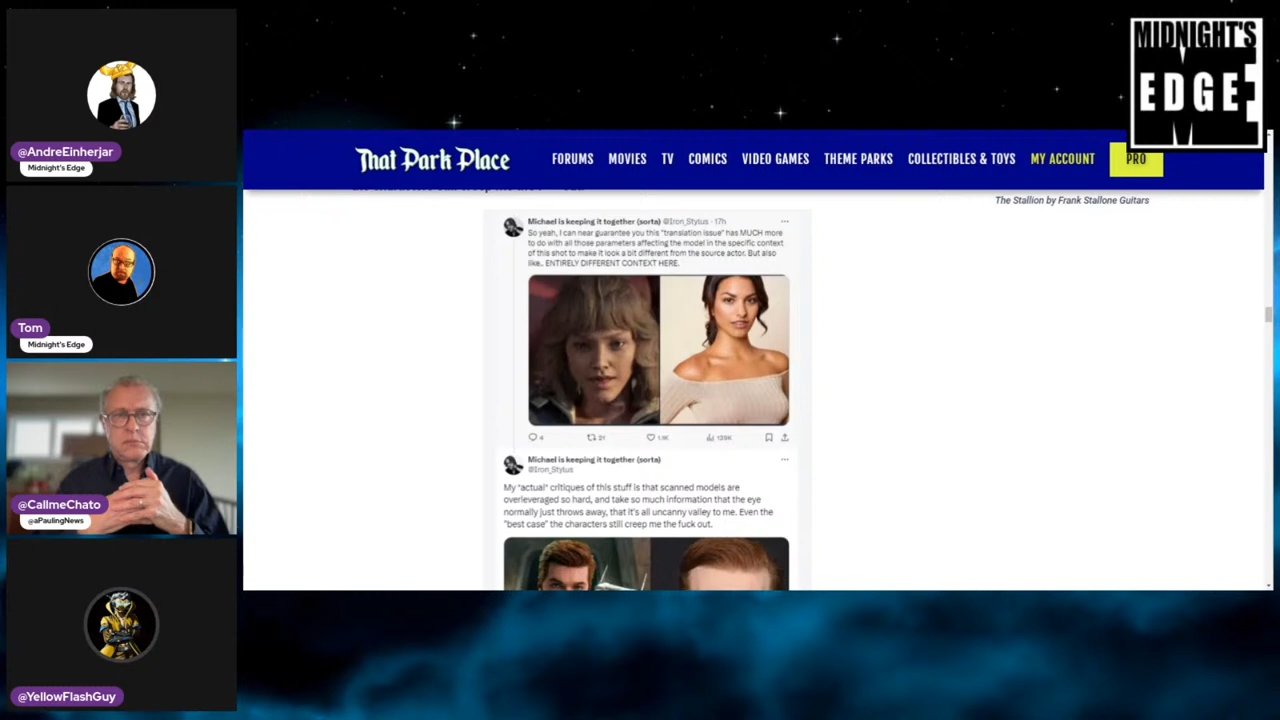 @AndreEinherjar
Midnight's Edge
Tom
Midnight's Edge
@CallmeChato
@aPaulingNews
@YellowFlashGuy
MIDNIGHT'S
EDGE
That Park Place
FORUMS MOVIES TV COMICS VIDEO GAMES THEME PARKS COLLECTIBLES & TOYS MY ACCOUNT PRO
The Stallion by Frank Stallone Guitars
Michael is keeping it together (sorta) @Iron_Stylus · 17h
So yeah, I can near guarantee you this "translation issue" has MUCH more
to do with all those parameters affecting the model in the specific context
of this shot to make it look a bit different from the source actor. But also
like.. ENTIRELY DIFFERENT CONTEXT HERE.
4 21
Michael is keeping it together (sorta)
@Iron_Stylus
My *actual* critiques of this stuff is that scanned models are
overleveraged so hard, and take so much information that the eye
normally just throws away, that it's all uncanny valley to me. Even the
"best case" the characters still creep me the fuck out.